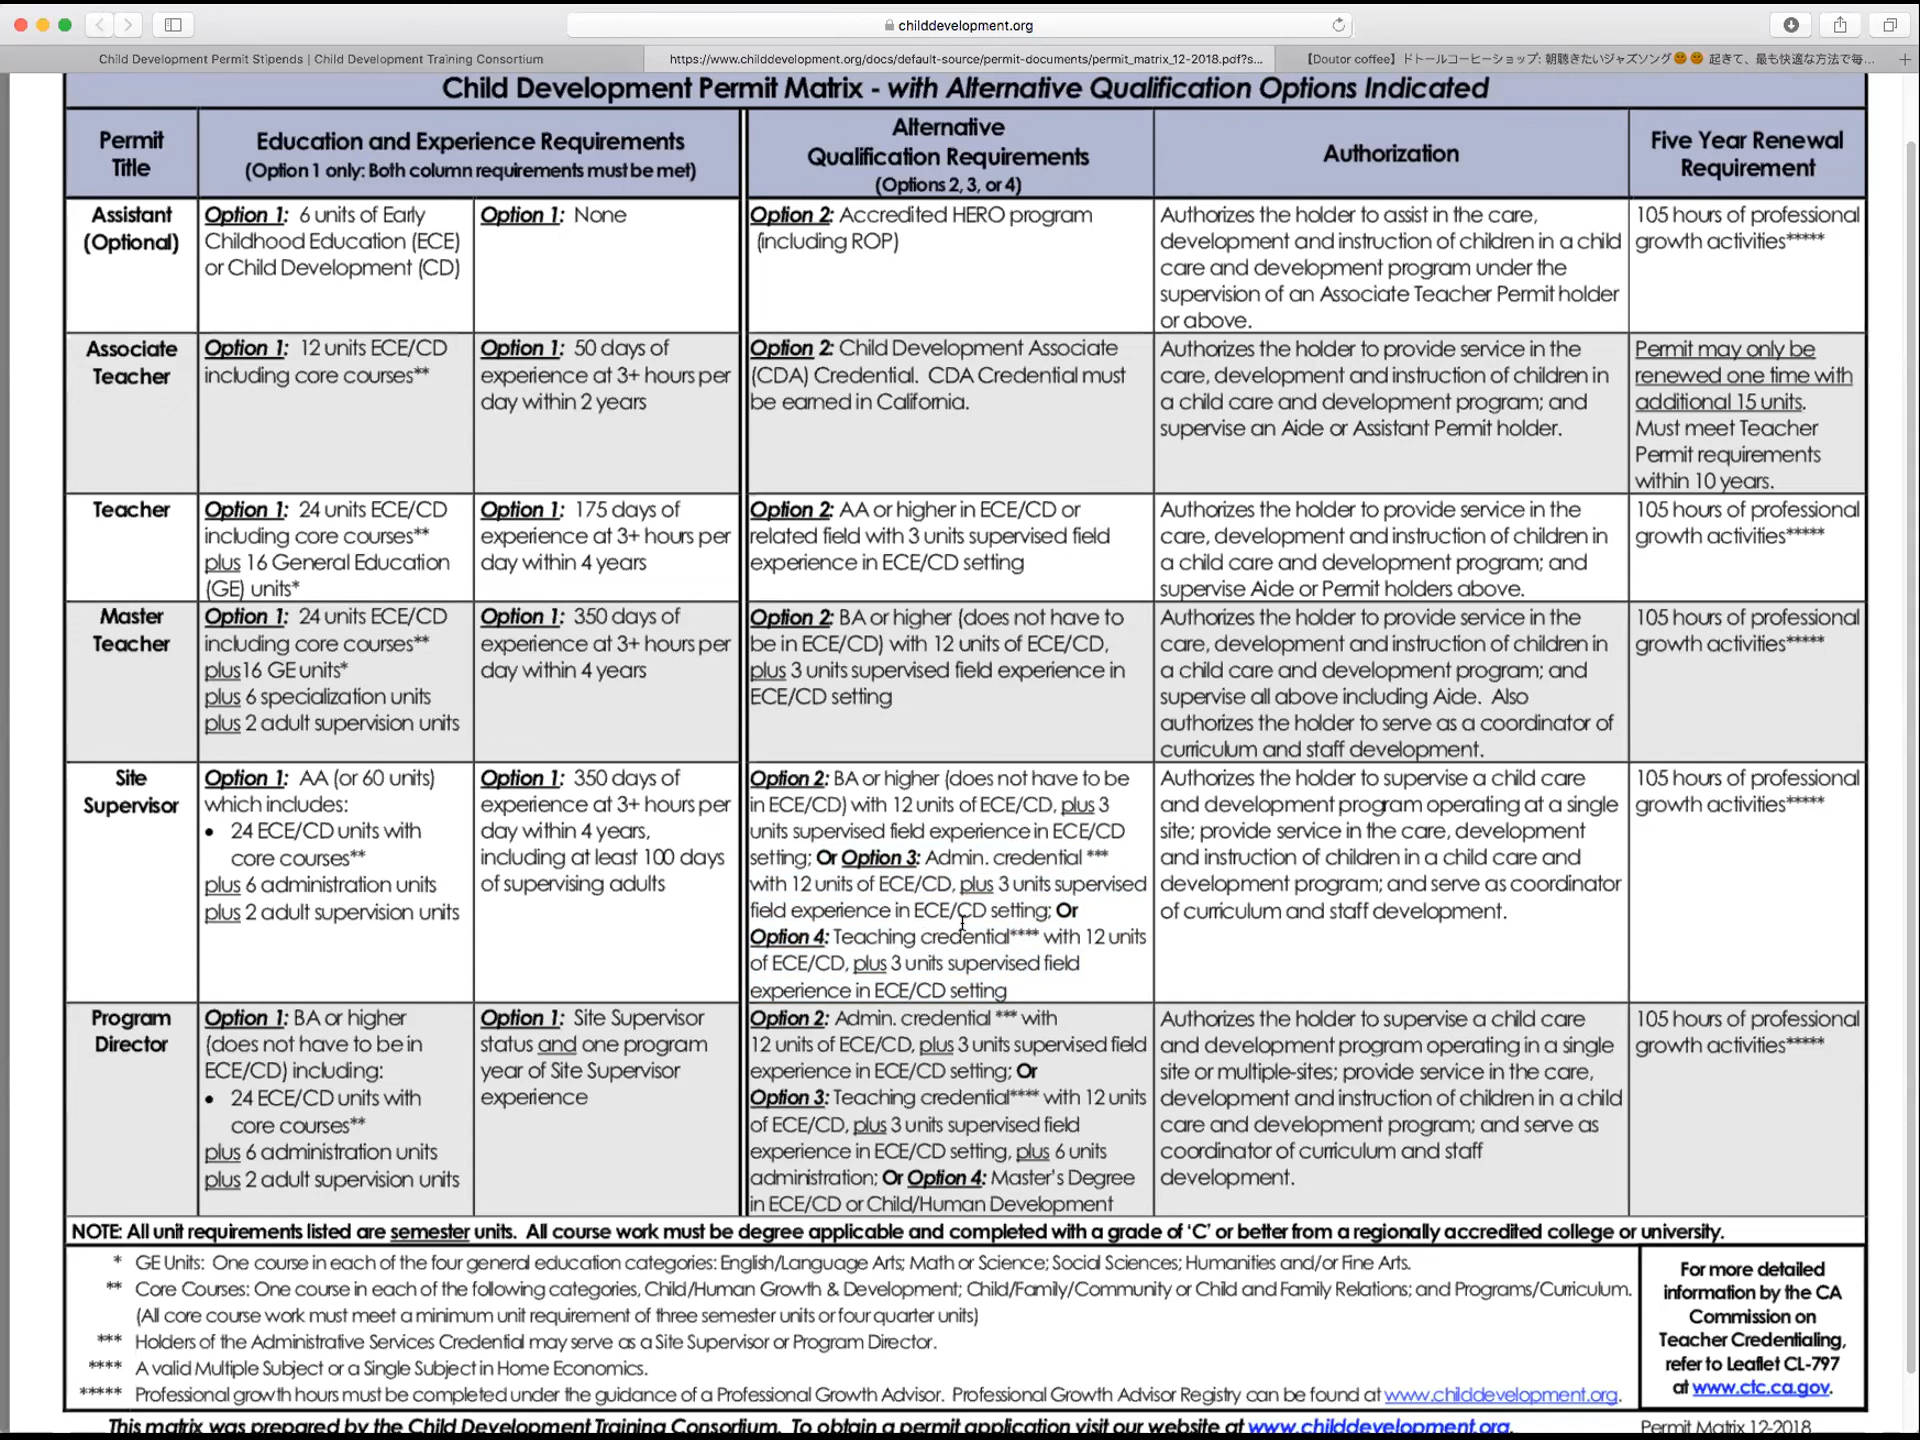 childdevelopment.org
Child Development Permit Stipends | Child Development Training Consortium
https://www.childdevelopment.org/docs/default-source/permit-documents/permit_matrix_12-2018.pdf?s...
【Doutor coffee】ドトールコーヒーショップ: 朝聴きたいジャズソング🙂🙂 起きて、最も快適な方法で毎...
Child Development Permit Matrix - with Alternative Qualification Options Indicated
Permit
Title
Education and Experience Requirements
(Option 1 only: Both column requirements must be met)
Alternative
Qualification Requirements
(Options 2, 3, or 4)
Authorization
Five Year Renewal
Requirement
Assistant
(Optional)
Option 1: 6 units of Early
Childhood Education (ECE)
or Child Development (CD)
Option 1: None
Option 2: Accredited HERO program
(including ROP)
Authorizes the holder to assist in the care,
development and instruction of children in a child
care and development program under the
supervision of an Associate Teacher Permit holder
or above.
105 hours of professional
growth activities*****
Associate
Teacher
Option 1: 12 units ECE/CD
including core courses**
Option 1: 50 days of
experience at 3+ hours per
day within 2 years
Option 2: Child Development Associate
(CDA) Credential. CDA Credential must
be earned in California.
Authorizes the holder to provide service in the
care, development and instruction of children in
a child care and development program; and
supervise an Aide or Assistant Permit holder.
Permit may only be
renewed one time with
additional 15 units.
Must meet Teacher
Permit requirements
within 10 years.
Teacher
Option 1: 24 units ECE/CD
including core courses**
plus 16 General Education
(GE) units*
Option 1: 175 days of
experience at 3+ hours per
day within 4 years
Option 2: AA or higher in ECE/CD or
related field with 3 units supervised field
experience in ECE/CD setting
Authorizes the holder to provide service in the
care, development and instruction of children in
a child care and development program; and
supervise Aide or Permit holders above.
105 hours of professional
growth activities*****
Master
Teacher
Option 1: 24 units ECE/CD
including core courses**
plus16 GE units*
plus 6 specialization units
plus 2 adult supervision units
Option 1: 350 days of
experience at 3+ hours per
day within 4 years
Option 2: BA or higher (does not have to
be in ECE/CD) with 12 units of ECE/CD,
plus 3 units supervised field experience in
ECE/CD setting
Authorizes the holder to provide service in the
care, development and instruction of children in
a child care and development program; and
supervise all above including Aide. Also
authorizes the holder to serve as a coordinator of
curriculum and staff development.
105 hours of professional
growth activities*****
Site
Supervisor
Option 1: AA (or 60 units)
which includes:
• 24 ECE/CD units with
core courses**
plus 6 administration units
plus 2 adult supervision units
Option 1: 350 days of
experience at 3+ hours per
day within 4 years,
including at least 100 days
of supervising adults
Option 2: BA or higher (does not have to be
in ECE/CD) with 12 units of ECE/CD, plus 3
units supervised field experience in ECE/CD
setting; Or Option 3: Admin. credential ***
with 12 units of ECE/CD, plus 3 units supervised
field experience in ECE/CD setting; Or
Option 4: Teaching credential**** with 12 units
of ECE/CD, plus 3 units supervised field
experience in ECE/CD setting
Authorizes the holder to supervise a child care
and development program operating at a single
site; provide service in the care, development
and instruction of children in a child care and
development program; and serve as coordinator
of curriculum and staff development.
105 hours of professional
growth activities*****
Program
Director
Option 1: BA or higher
(does not have to be in
ECE/CD) including:
• 24 ECE/CD units with
core courses**
plus 6 administration units
plus 2 adult supervision units
Option 1: Site Supervisor
status and one program
year of Site Supervisor
experience
Option 2: Admin. credential *** with
12 units of ECE/CD, plus 3 units supervised field
experience in ECE/CD setting; Or
Option 3: Teaching credential**** with 12 units
of ECE/CD, plus 3 units supervised field
experience in ECE/CD setting, plus 6 units
administration; Or Option 4: Master's Degree
in ECE/CD or Child/Human Development
Authorizes the holder to supervise a child care
and development program operating in a single
site or multiple-sites; provide service in the care,
development and instruction of children in a child
care and development program; and serve as
coordinator of curriculum and staff
development.
105 hours of professional
growth activities*****
NOTE: All unit requirements listed are semester units. All course work must be degree applicable and completed with a grade of ‘C’ or better from a regionally accredited college or university.
* GE Units: One course in each of the four general education categories: English/Language Arts; Math or Science; Social Sciences; Humanities and/or Fine Arts.
** Core Courses: One course in each of the following categories, Child/Human Growth & Development; Child/Family/Community or Child and Family Relations; and Programs/Curriculum.
(All core course work must meet a minimum unit requirement of three semester units or four quarter units)
*** Holders of the Administrative Services Credential may serve as a Site Supervisor or Program Director.
**** A valid Multiple Subject or a Single Subject in Home Economics.
***** Professional growth hours must be completed under the guidance of a Professional Growth Advisor. Professional Growth Advisor Registry can be found at www.childdevelopment.org.
For more detailed
information by the CA
Commission on
Teacher Credentialing,
refer to Leaflet CL-797
at www.ctc.ca.gov.
This matrix was prepared by the Child Development Training Consortium. To obtain a permit application visit our website at www.childdevelopment.org.
Permit Matrix 12-2018